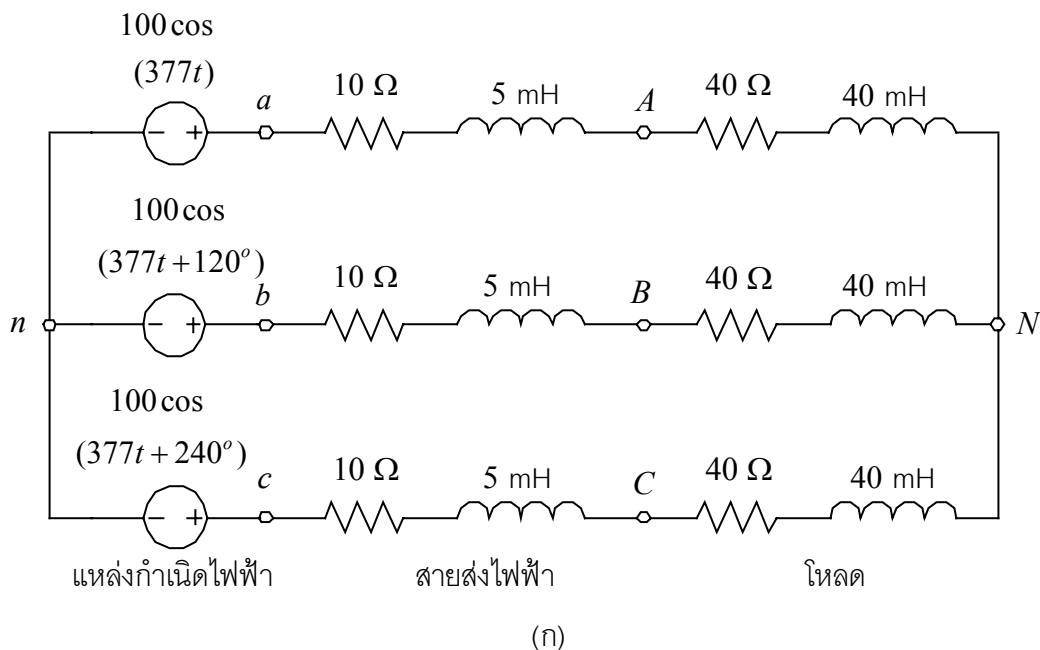 100 cos
(377t)
a
10 Ω
5 mH
A
40 Ω
40 mH
100 cos
(377t + 120°)
b
10 Ω
5 mH
B
40 Ω
40 mH
n
N
100 cos
(377t + 240°)
c
10 Ω
5 mH
C
40 Ω
40 mH
แหล่งกำเนิดไฟฟ้า
สายส่งไฟฟ้า
โหลด
(ก)